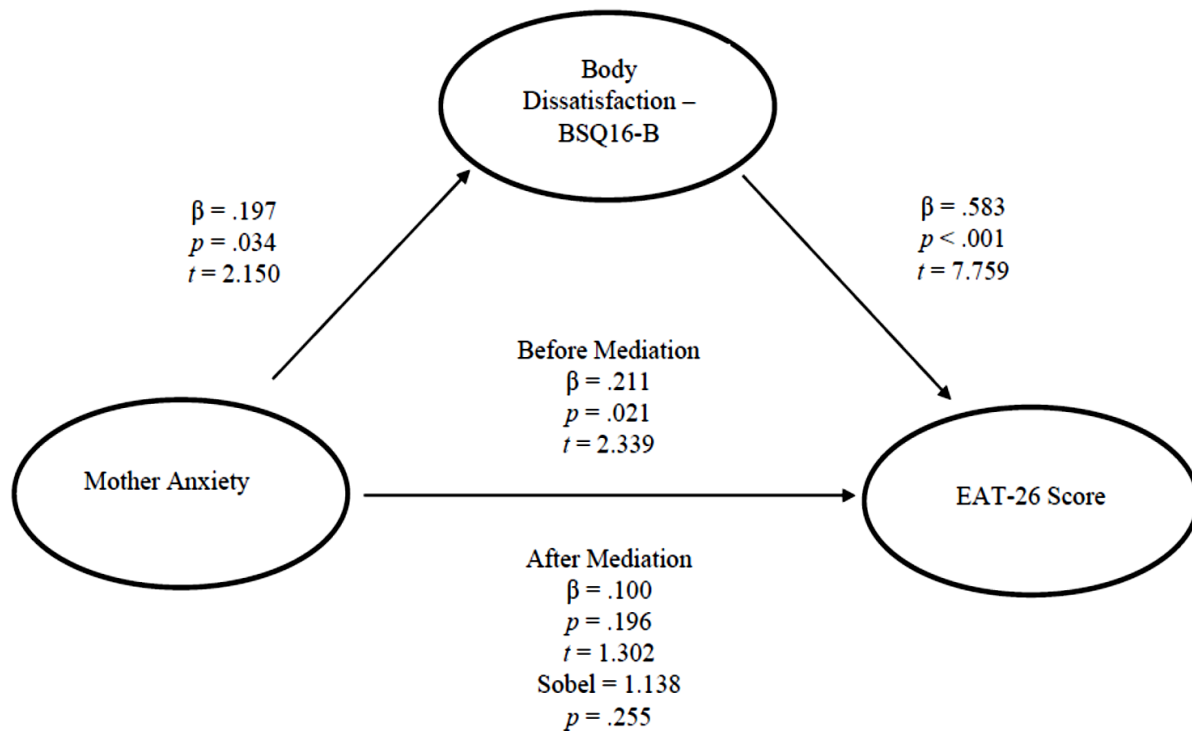 Body
Dissatisfaction –
BSQ16-B
β = .197
p = .034
t = 2.150
β = .583
p < .001
t = 7.759
Before Mediation
β = .211
p = .021
t = 2.339
Mother Anxiety
EAT-26 Score
After Mediation
β = .100
p = .196
t = 1.302
Sobel = 1.138
p = .255